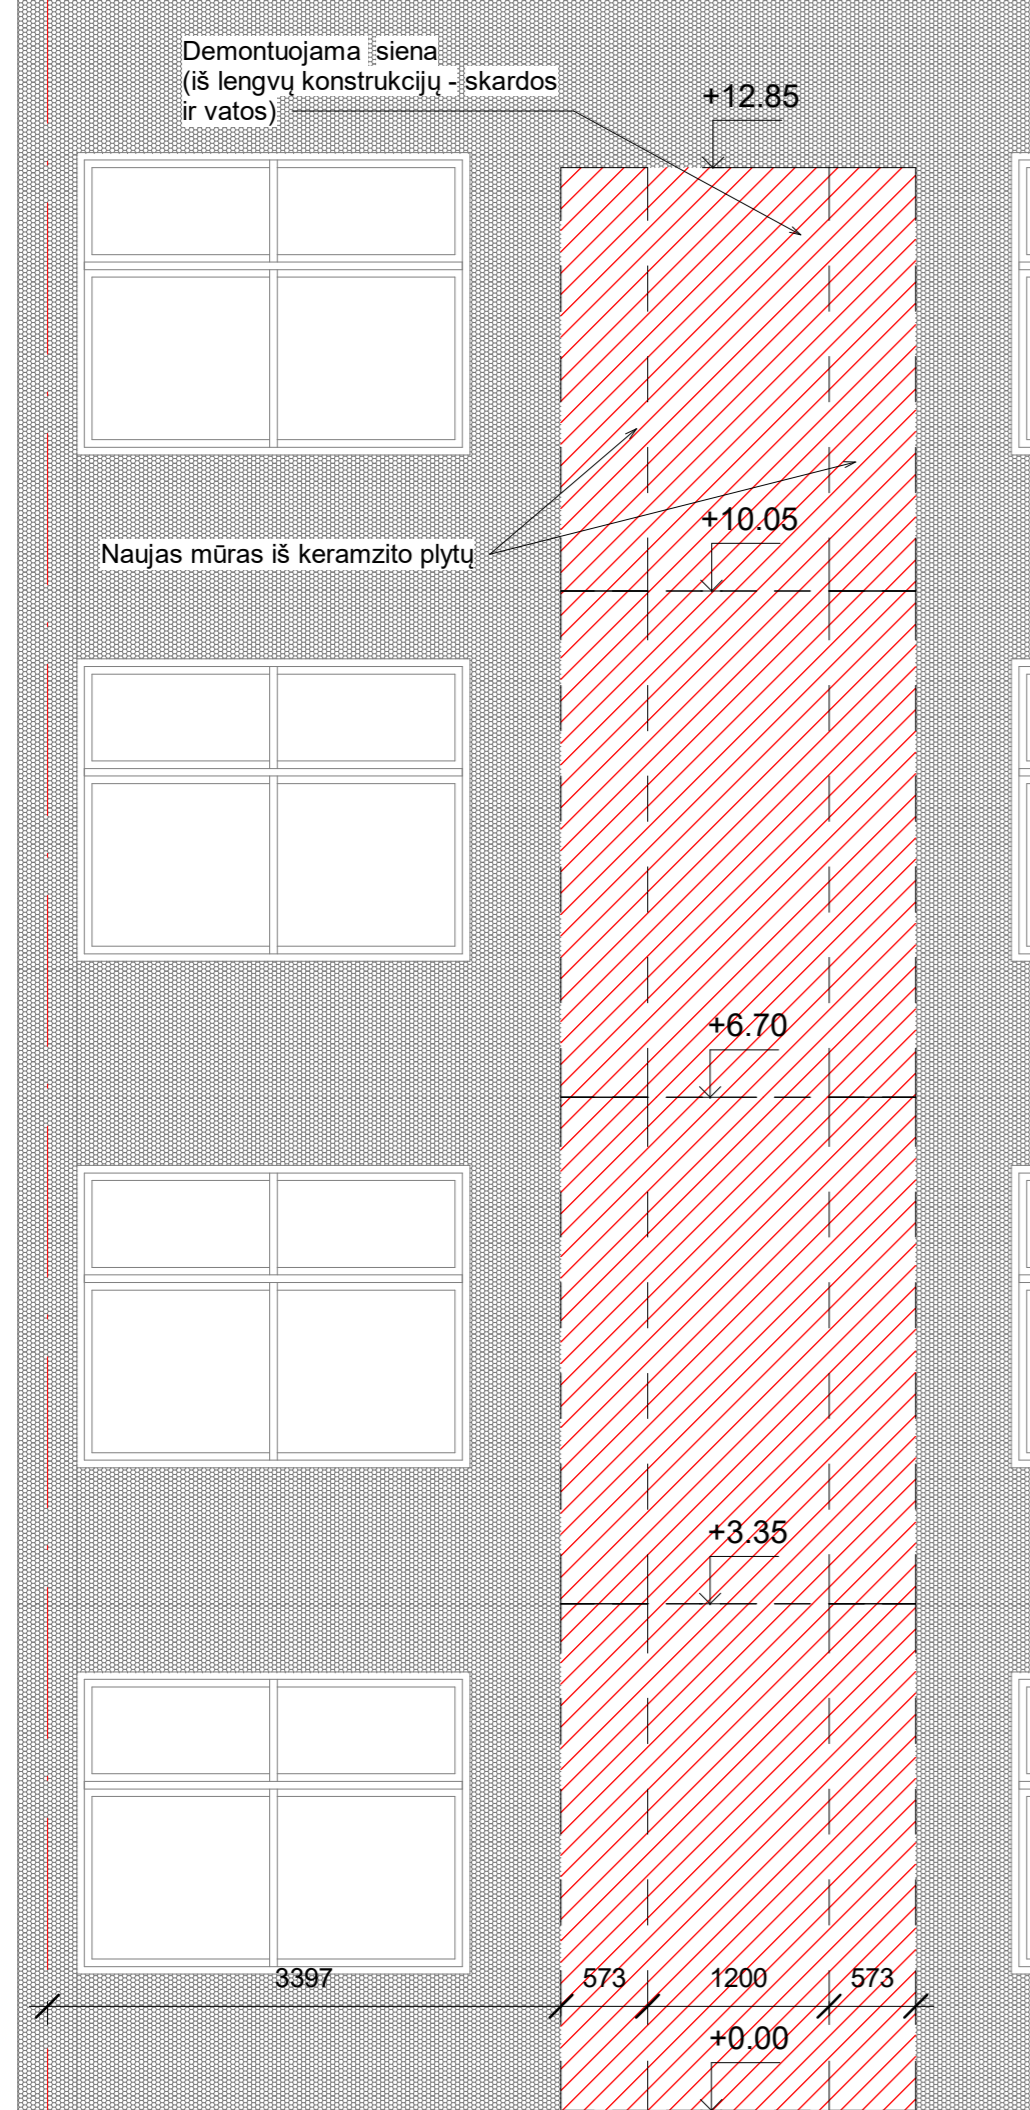 Demontuojama siena
(iš lengvų konstrukcijų - skardos
ir vatos)
+12.85
+10.05
Naujas mūras iš keramzito plytų
+6.70
+3.35
3397
573
1200
573
+0.00